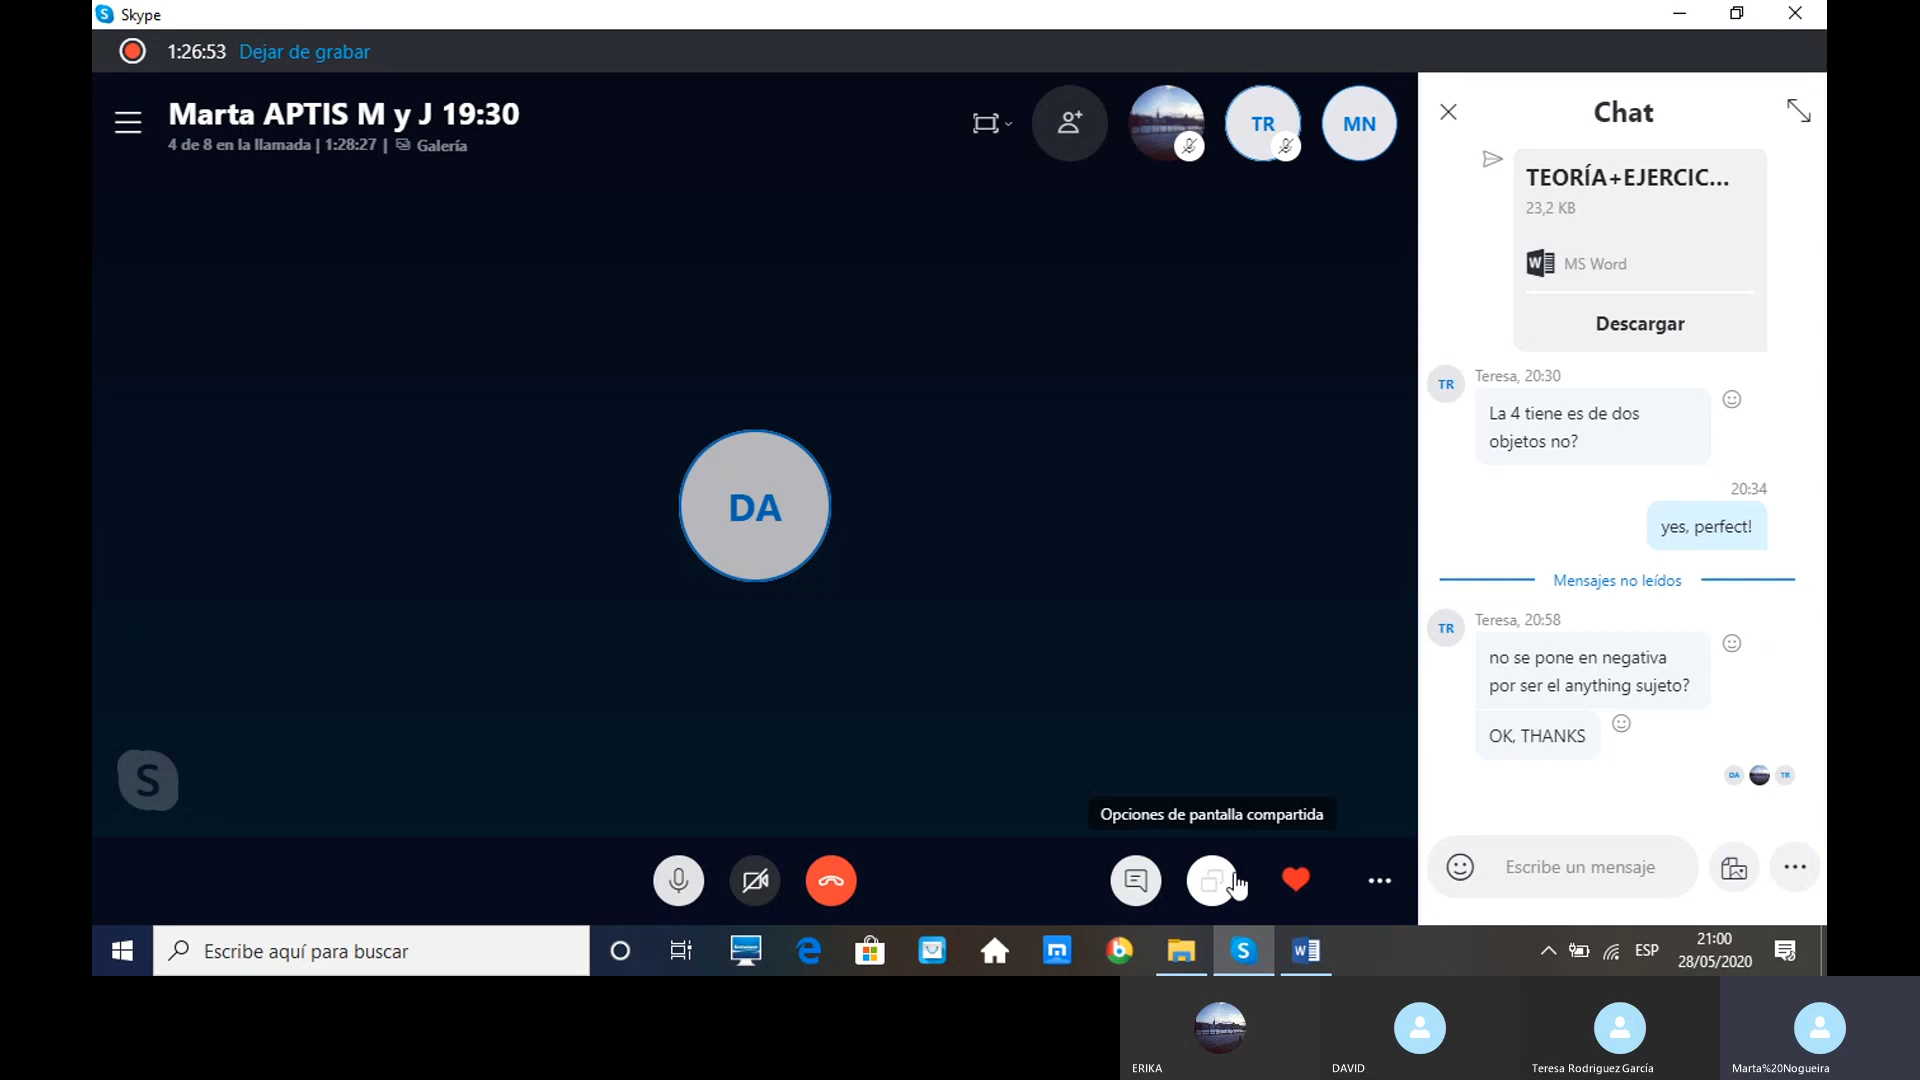 Skype
1:26:53 Dejar de grabar
Marta APTIS M y J 19:30
4 de 8 en la llamada | 1:28:27 | Galería
TR
MN
Chat
TEORÍA+EJERCIC...
23,2 KB
W MS Word
Descargar
TR
Teresa, 20:30
La 4 tiene es de dos
objetos no?
20:34
yes, perfect!
Mensajes no leídos
TR
Teresa, 20:58
no se pone en negativa
por ser el anything sujeto?
OK, THANKS
DA TR
DA
S
Opciones de pantalla compartida
Escribe un mensaje
Escribe aquí para buscar
ESP
21:00
28/05/2020
ERIKA
DAVID
Teresa Rodriguez García
Marta%20Nogueira